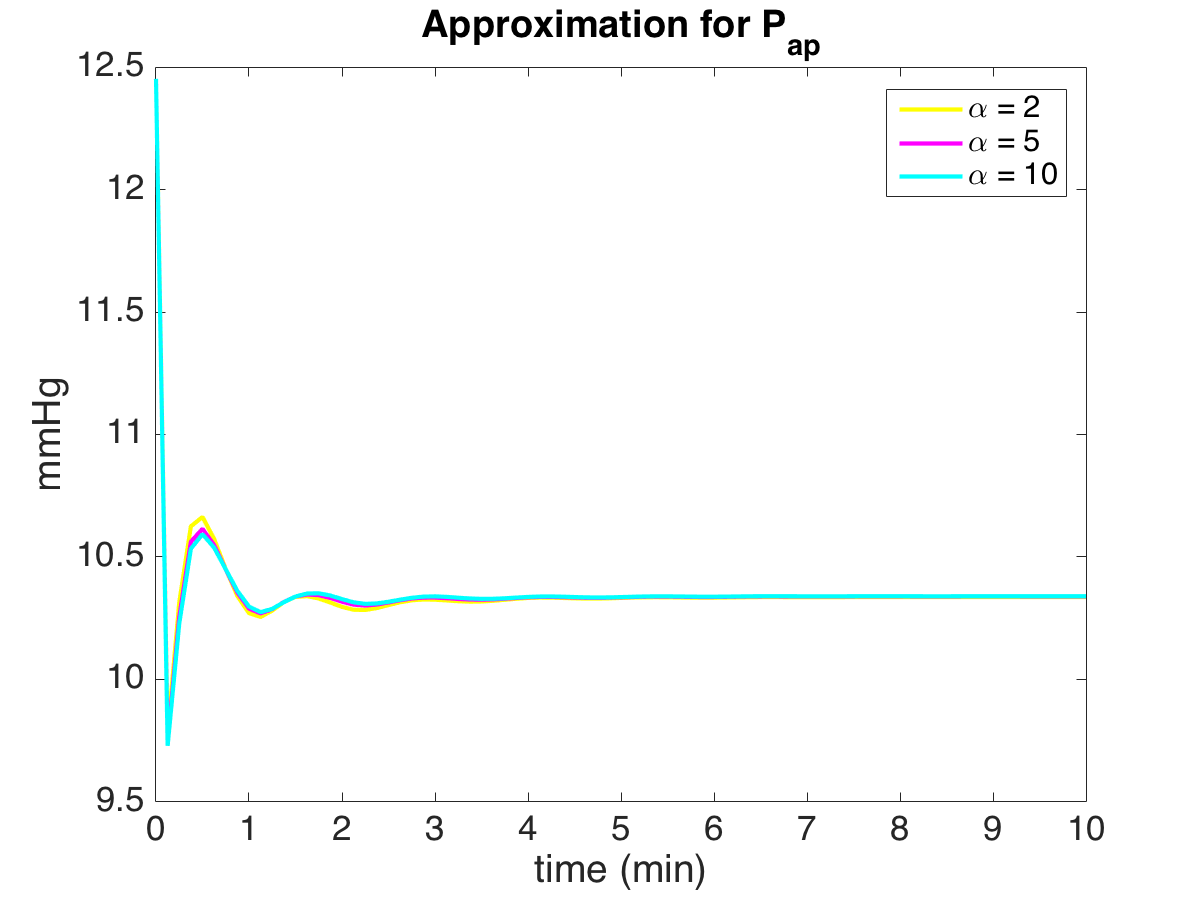 Approximation for P_ap
12.5
12
11.5
11
10.5
10
9.5
mmHg
α = 2
α = 5
α = 10
0 1 2 3 4 5 6 7 8 9 10
time (min)